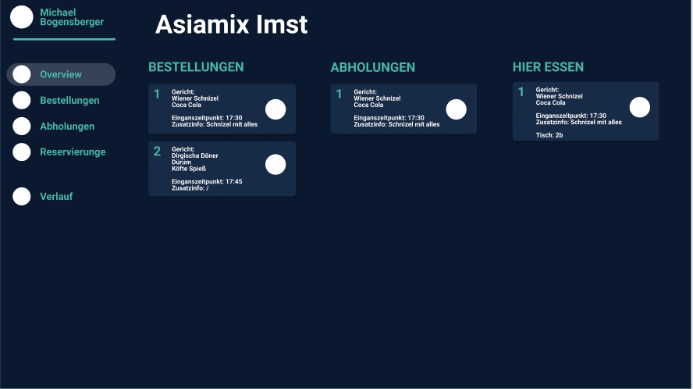 Michael
Bogensberger
Overview
Bestellungen
Abholungen
Reservierunge
Verlauf
Asiamix Imst
BESTELLUNGEN
1
Gericht:
Wiener Schnizel
Coca Cola
Einganszeitpunkt: 17:30
Zusatzinfo: Schnizel mit alles
2
Gericht:
Dirgischa Döner
Dürüm
Köfte Spieß
Einganszeitpunkt: 17:45
Zusatzinfo: /
ABHOLUNGEN
1
Gericht:
Wiener Schnizel
Coca Cola
Einganszeitpunkt: 17:30
Zusatzinfo: Schnizel mit alles
HIER ESSEN
1
Gericht:
Wiener Schnizel
Coca Cola
Einganszeitpunkt: 17:30
Zusatzinfo: Schnizel mit alles
Tisch: 2b